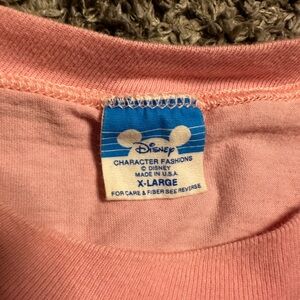 Disney
CHARACTER FASHIONS
© DISNEY
MADE IN U.S.A.
X-LARGE
FOR CARE & FIBER SEE REVERSE